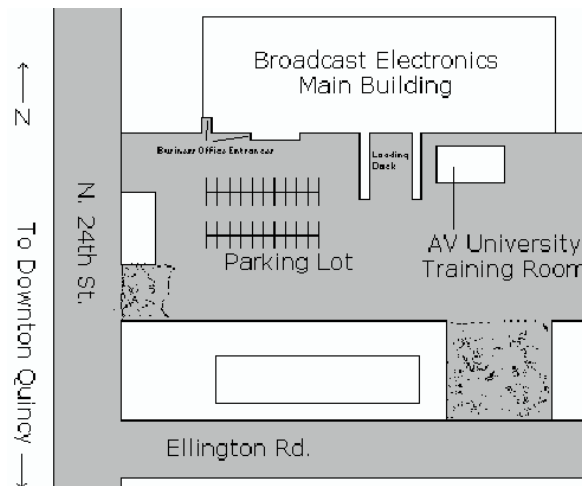 Broadcast Electronics
Main Building
Business Office Entrances
Loading
Dock
N
N. 24th St.
To Downton Quincy
Parking Lot
AV University
Training Room
Ellington Rd.